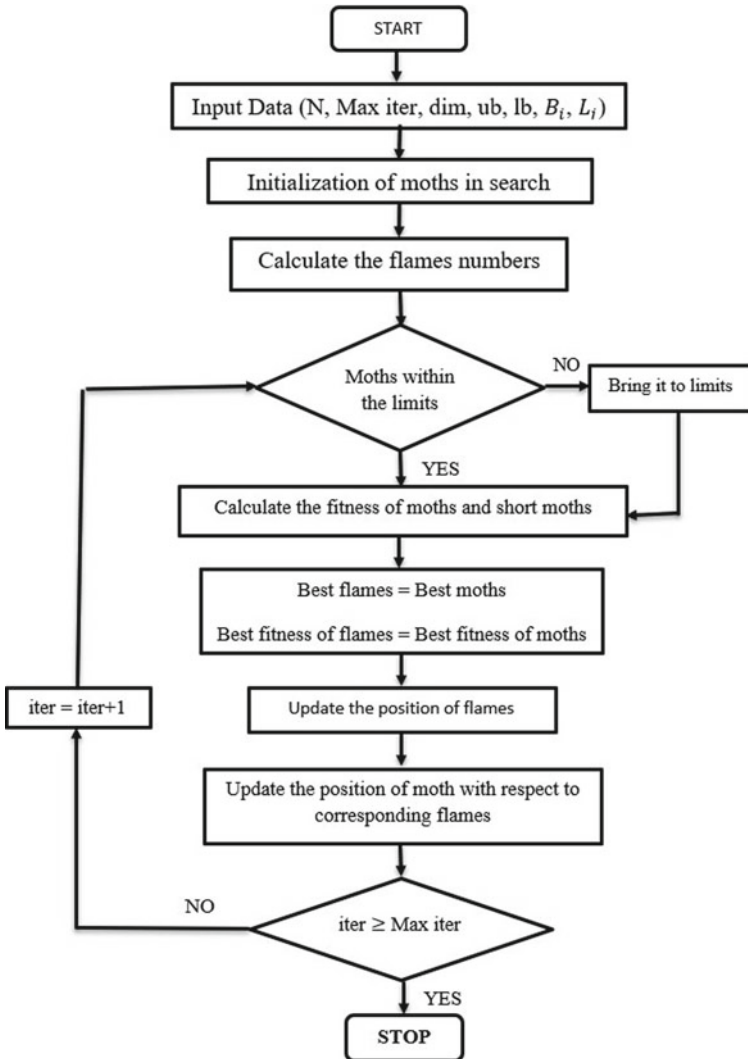 START
Input Data (N, Max iter, dim, ub, lb, B_i, L_i)
Initialization of moths in search
Calculate the flames numbers
Moths within
the limits
NO
Bring it to limits
YES
Calculate the fitness of moths and short moths
Best flames = Best moths
Best fitness of flames = Best fitness of moths
iter = iter+1
Update the position of flames
Update the position of moth with respect to
corresponding flames
NO
iter ≥ Max iter
YES
STOP